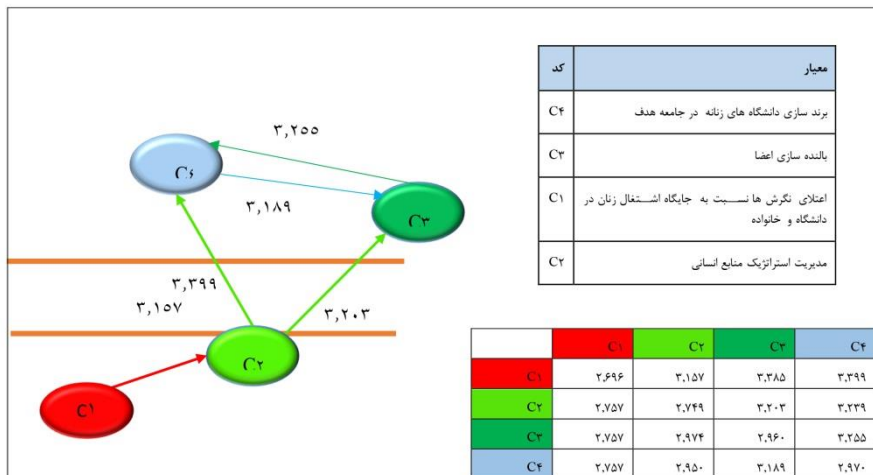 ۳,۲۵۵
C۶
۳,۱۸۹
C۳
۳,۳۹۹
۳,۱۵۷
۳,۲۰۳
C۲
C۱
معیار کد
برند سازی دانشگاه های زنانه در جامعه هدف C۴
بالنده سازی اعضا C۳
اعتلای نگرش ها نسبت به جایگاه اشتغال زنان در
دانشگاه و خانواده C۱
مدیریت استراتژیک منابع انسانی C۲
C۱ C۲ C۳ C۴
C۱ ۲.۶۹۶ ۳.۱۵۷ ۳.۳۸۵ ۳.۳۹۹
C۲ ۲.۷۵۷ ۲.۷۴۹ ۳.۲۰۳ ۳.۲۳۹
C۳ ۲.۷۵۷ ۲.۹۷۴ ۲.۹۶۰ ۳.۲۵۵
C۴ ۲.۷۵۷ ۲.۹۵۰ ۳.۱۸۹ ۲.۹۷۰